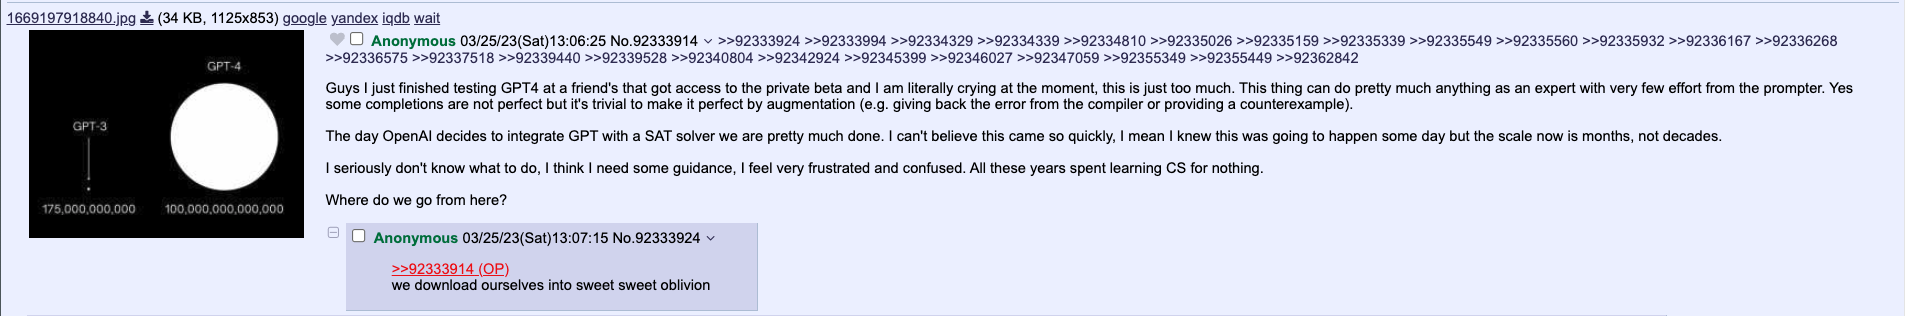 1669197918840.jpg (34 KB, 1125x853) google yandex iqdb wait
GPT-4
GPT-3
175,000,000,000 100,000,000,000,000
Anonymous 03/25/23(Sat)13:06:25 No.92333914 >>92333924 >>92333994 >>92334329 >>92334339 >>92334810 >>92335026 >>92335159 >>92335339 >>92335549 >>92335560 >>92335932 >>92336167 >>92336268
>>92336575 >>92337518 >>92339440 >>92339528 >>92340804 >>92342924 >>92345399 >>92346027 >>92347059 >>92355349 >>92355449 >>92362842
Guys I just finished testing GPT4 at a friend's that got access to the private beta and I am literally crying at the moment, this is just too much. This thing can do pretty much anything as an expert with very few effort from the prompter. Yes
some completions are not perfect but it's trivial to make it perfect by augmentation (e.g. giving back the error from the compiler or providing a counterexample).
The day OpenAI decides to integrate GPT with a SAT solver we are pretty much done. I can't believe this came so quickly, I mean I knew this was going to happen some day but the scale now is months, not decades.
I seriously don't know what to do, I think I need some guidance, I feel very frustrated and confused. All these years spent learning CS for nothing.
Where do we go from here?
Anonymous 03/25/23(Sat)13:07:15 No.92333924
>>92333914 (OP)
we download ourselves into sweet sweet oblivion